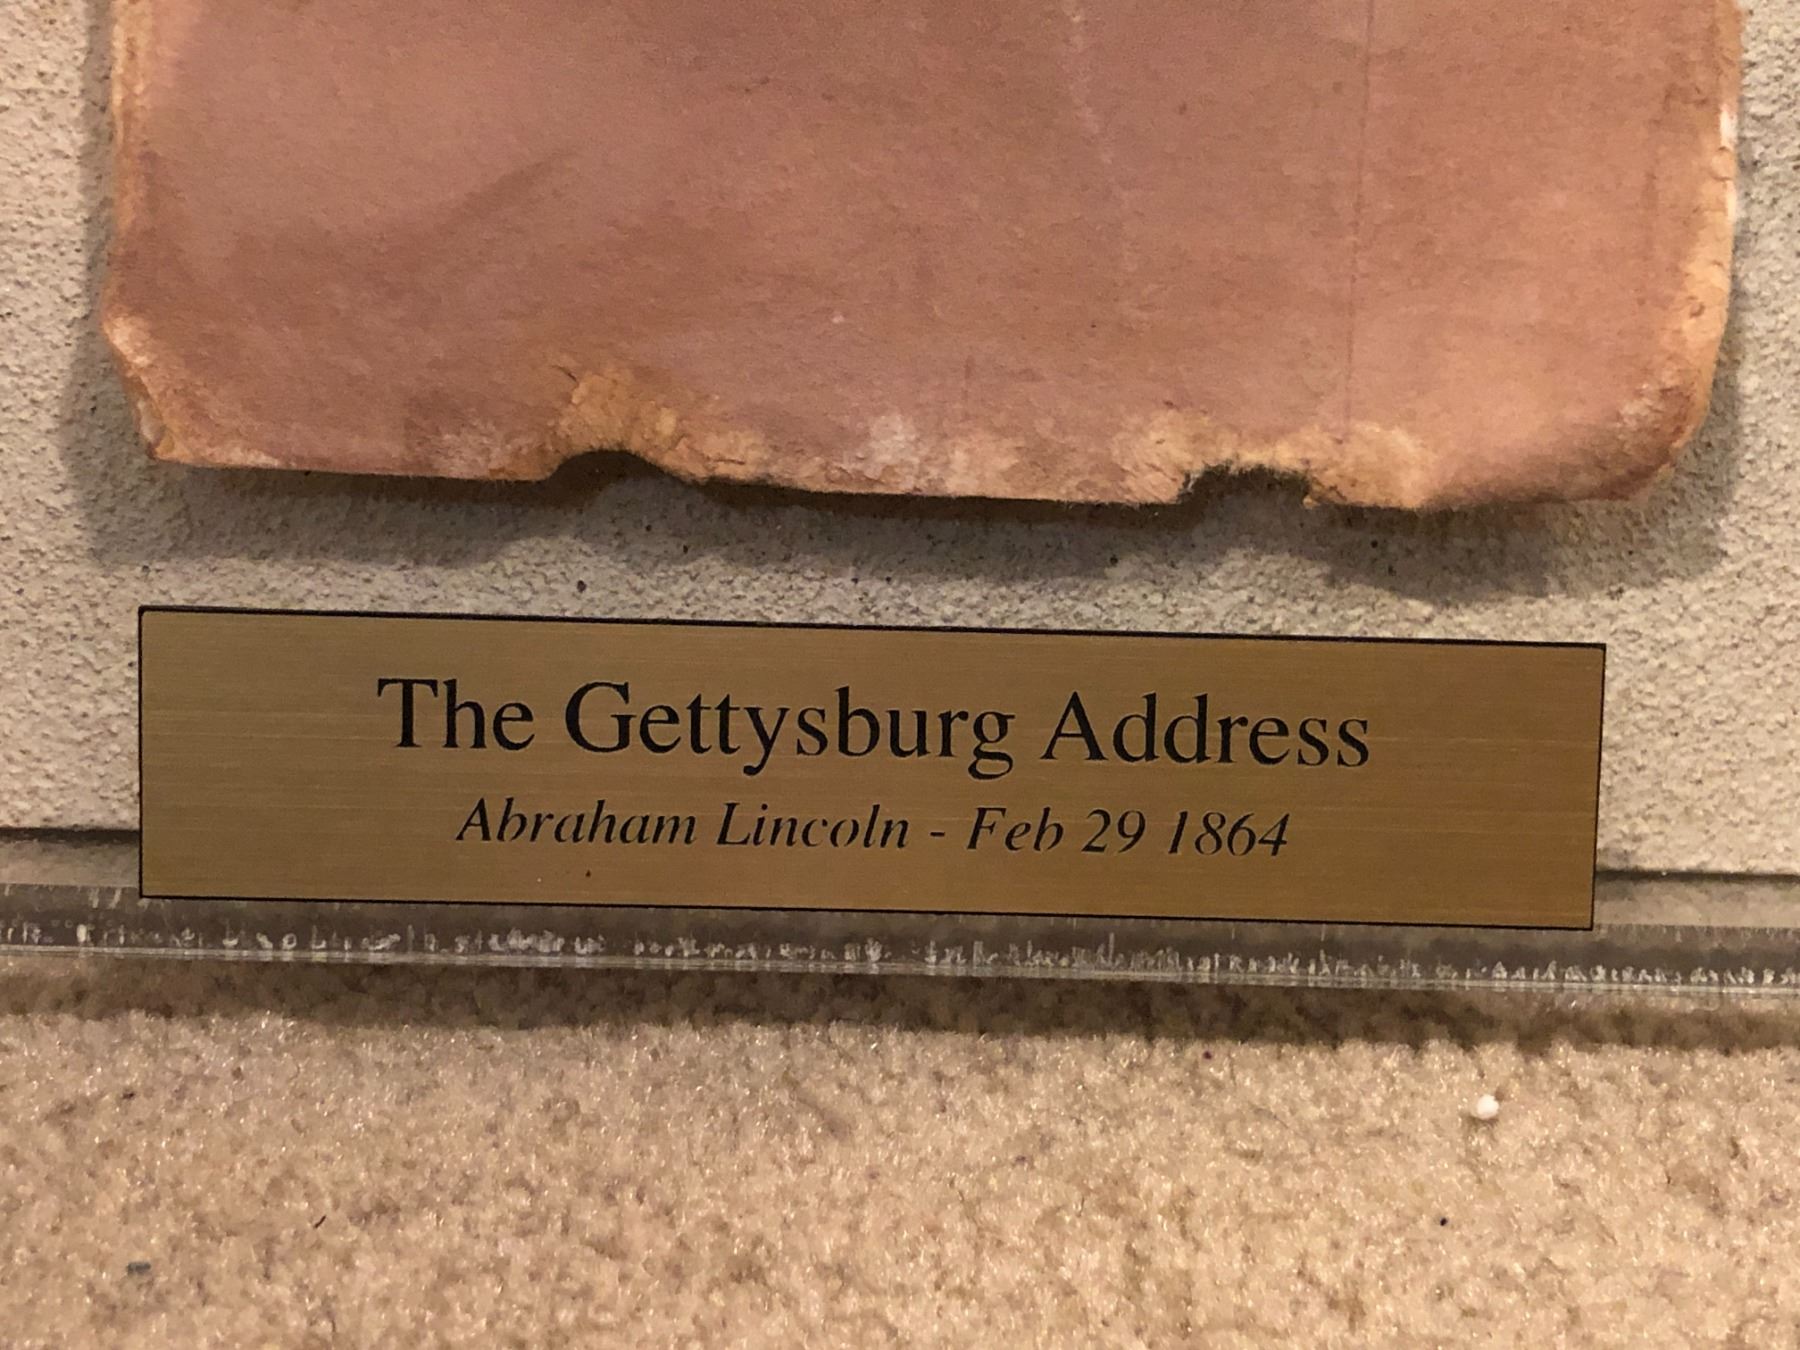 The Gettysburg Address
Abraham Lincoln - Feb 29 1864